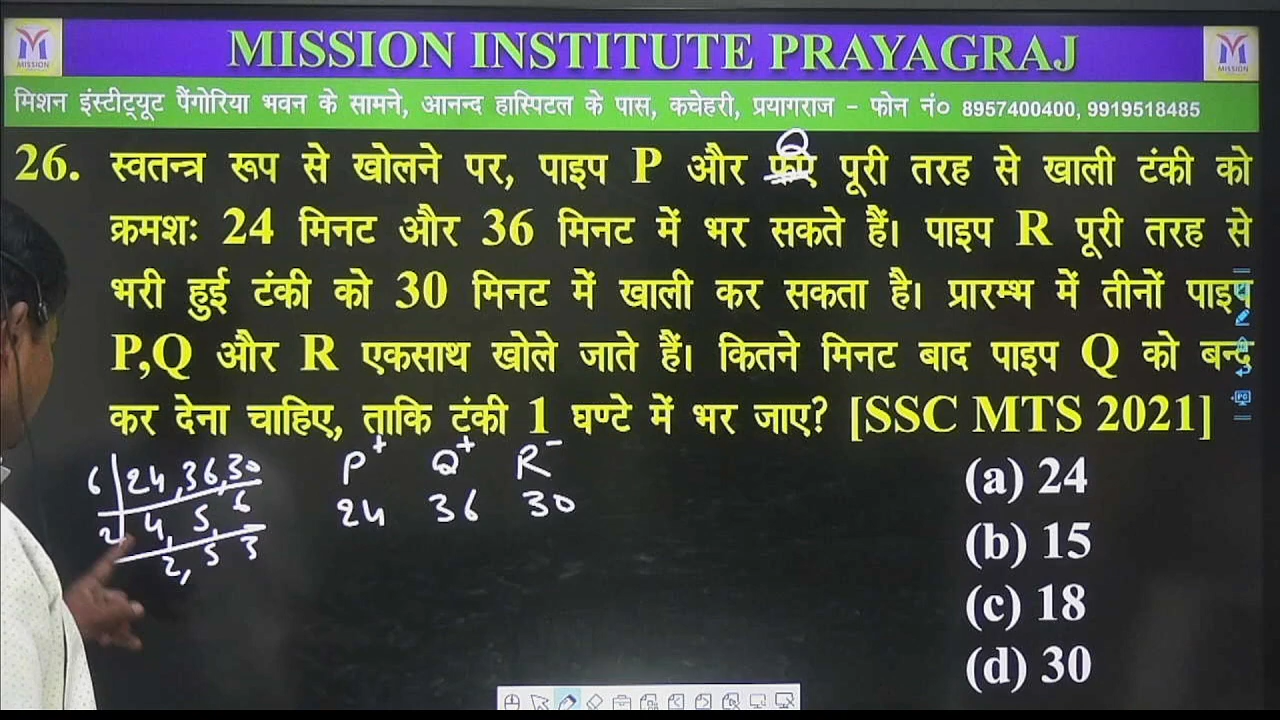 MISSION INSTITUTE PRAYAGRAJ
MISSION
MISSION
मिशन इंस्टीट्यूट पैंगोरिया भवन के सामने, आनन्द हास्पिटल के पास, कचेहरी, प्रयागराज - फोन नं० 8957400400, 9919518485
26. स्वतन्त्र रूप से खोलने पर, पाइप P और Q पूरी तरह से खाली टंकी को
क्रमशः 24 मिनट और 36 मिनट में भर सकते हैं। पाइप R पूरी तरह से
भरी हुई टंकी को 30 मिनट में खाली कर सकता है। प्रारम्भ में तीनों पाइप
P,Q और R एकसाथ खोले जाते हैं। कितने मिनट बाद पाइप Q को बन्द
कर देना चाहिए, ताकि टंकी 1 घण्टे में भर जाए? [SSC MTS 2021]
6 24, 36, 30
2 4, 5, 6
2, 5 3
P+ Q+ R-
24 36 30
(a) 24
(b) 15
(c) 18
(d) 30